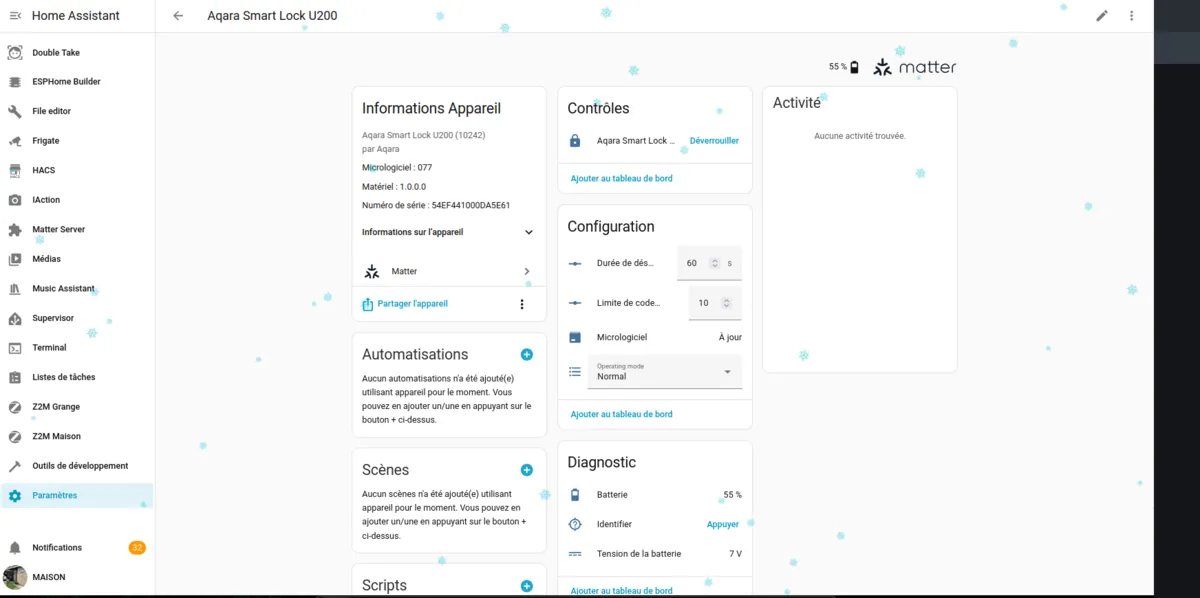 Home Assistant
Aqara Smart Lock U200
Double Take
ESPHome Builder
File editor
Frigate
HACS
IAction
Matter Server
Médias
Music Assistant
Supervisor
Terminal
Listes de tâches
Z2M Grange
Z2M Maison
Outils de développement
Paramètres
Notifications
32
MAISON
55 %
matter
Informations Appareil
Aqara Smart Lock U200 (10242)
par Aqara
Micrologiciel : 077
Matériel : 1.0.0.0
Numéro de série : 54EF441000DA5E61
Informations sur l'appareil
Matter
Partager l'appareil
Automatisations
Aucun automatisations n'a été ajouté(e)
utilisant appareil pour le moment. Vous
pouvez en ajouter un/une en appuyant sur le
bouton + ci-dessus.
Scènes
Aucun scènes n'a été ajouté(e) utilisant
appareil pour le moment. Vous pouvez en
ajouter un/une en appuyant sur le bouton +
ci-dessus.
Scripts
Contrôles
Aqara Smart Lock ...
Déverrouiller
Ajouter au tableau de bord
Configuration
Durée de dés...
60
s
Limite de code...
10
Micrologiciel
À jour
Operating mode
Normal
Ajouter au tableau de bord
Diagnostic
Batterie
55 %
Identifier
Appuyer
Tension de la batterie
7 V
Ajouter au tableau de bord
Activité
Aucune activité trouvée.